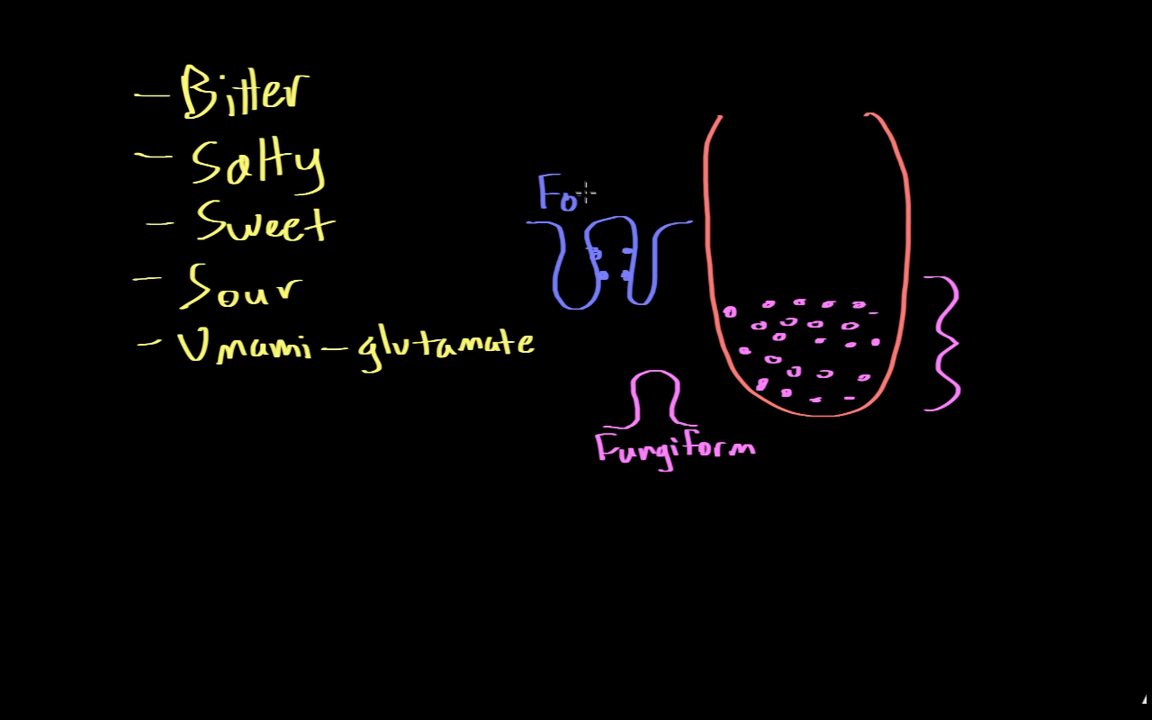 - Bitter
- Salty
- Sweet
- Sour
- Umami - glutamate
Fo
Fungiform